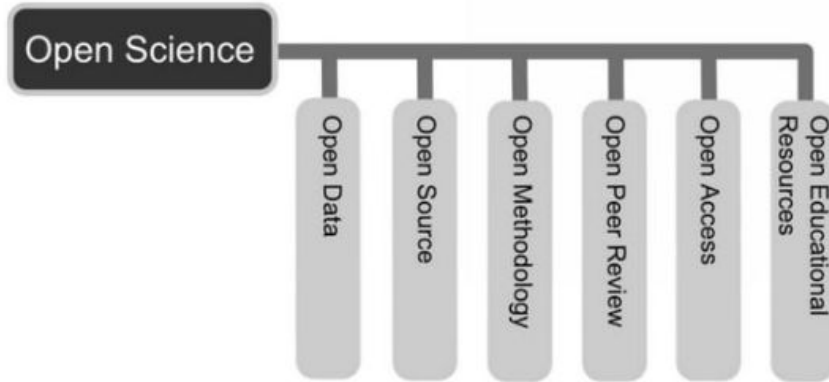 Open Science
Open Data
Open Source
Open Methodology
Open Peer Review
Open Access
Open Educational
Resources